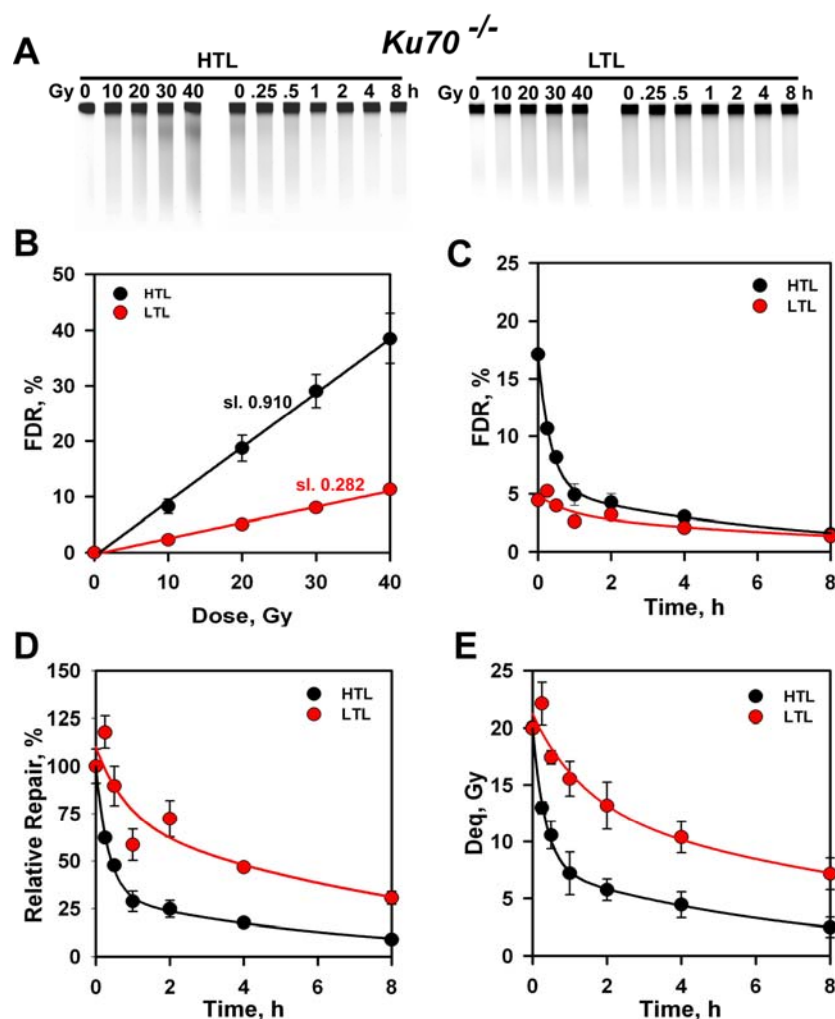 Ku70 -/-
A
HTL
LTL
Gy 0 10 20 30 40 0 .25 .5 1 2 4 8 h
Gy 0 10 20 30 40 0 .25 .5 1 2 4 8 h
B
50
40
30
20
10
0
FDR, %
HTL
LTL
sl. 0.910
sl. 0.282
0 10 20 30 40
Dose, Gy
C
25
20
15
10
5
0
FDR, %
HTL
LTL
0 2 4 6 8
Time, h
D
150
125
100
75
50
25
0
Relative Repair, %
HTL
LTL
0 2 4 6 8
Time, h
E
25
20
15
10
5
0
Deq, Gy
HTL
LTL
0 2 4 6 8
Time, h